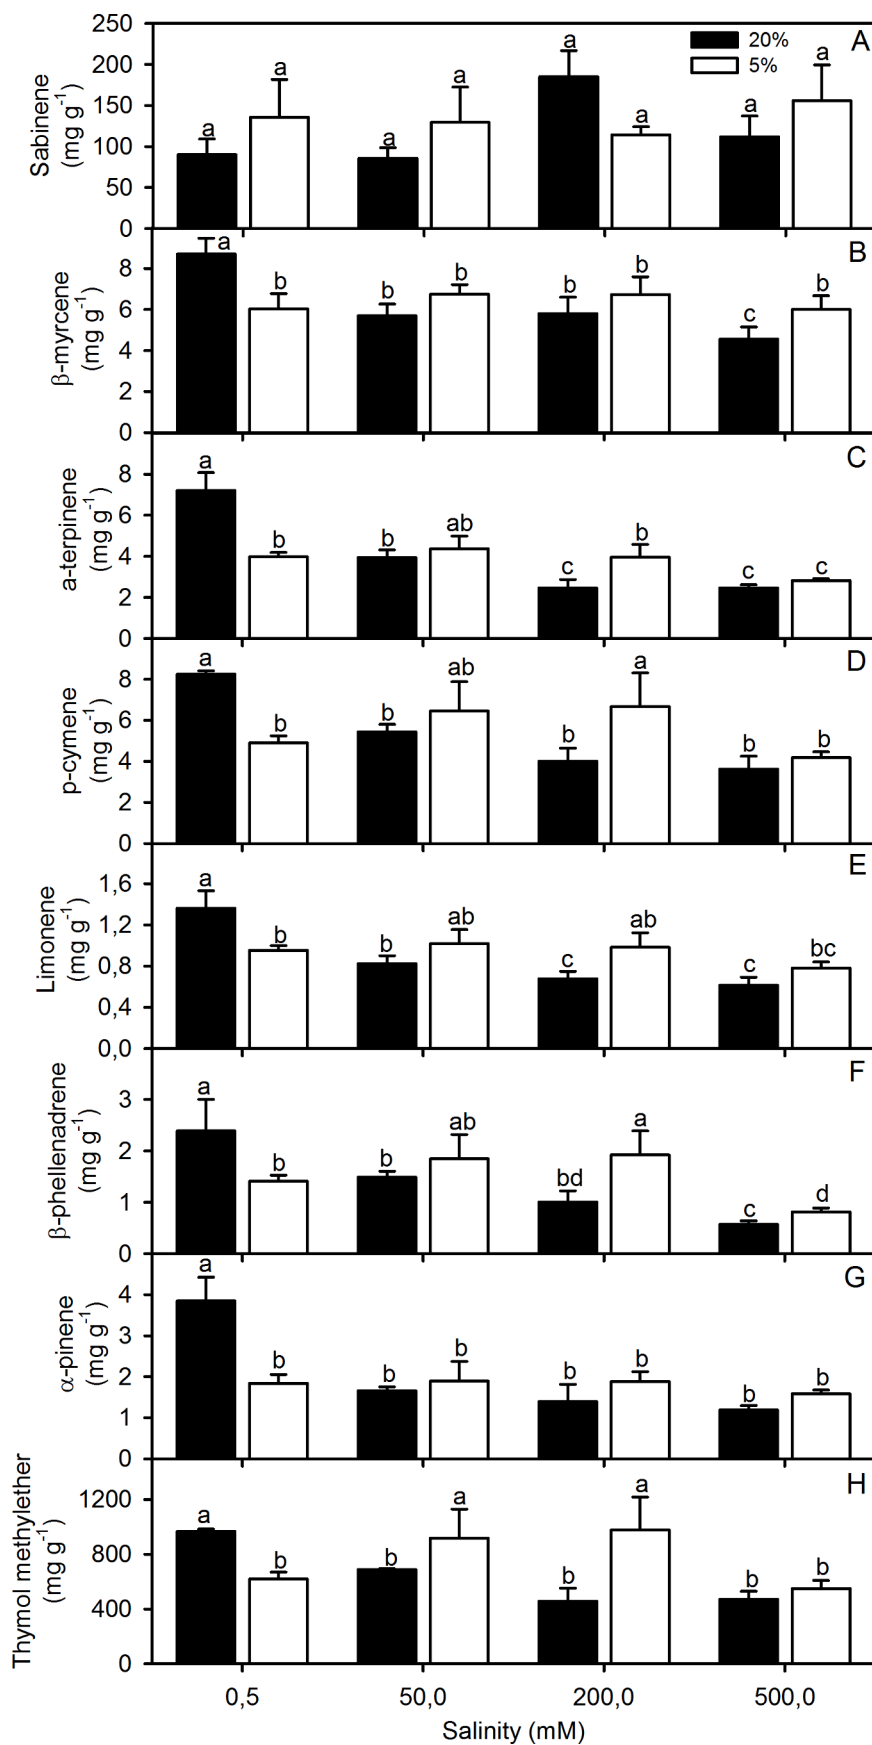 250
200
150
100
50
0
Sabinene
(mg g⁻¹)
20%
5%
A
a a a a a a a a
8
6
4
2
0
β-myrcene
(mg g⁻¹)
B
a b b b b b c b
8
6
4
2
0
a-terpinene
(mg g⁻¹)
C
a b b ab c b c c
8
6
4
2
0
p-cymene
(mg g⁻¹)
D
a b b ab b a b b
1,6
1,2
0,8
0,4
0,0
Limonene
(mg g⁻¹)
E
a b b ab c ab c bc
3
2
1
0
β-phellenadrene
(mg g⁻¹)
F
a b b ab bd a c d
4
3
2
1
0
α-pinene
(mg g⁻¹)
G
a b b b b b b b
1200
800
400
0
Thymol methylether
(mg g⁻¹)
H
a b b a b a b b
0,5 50,0 200,0 500,0
Salinity (mM)